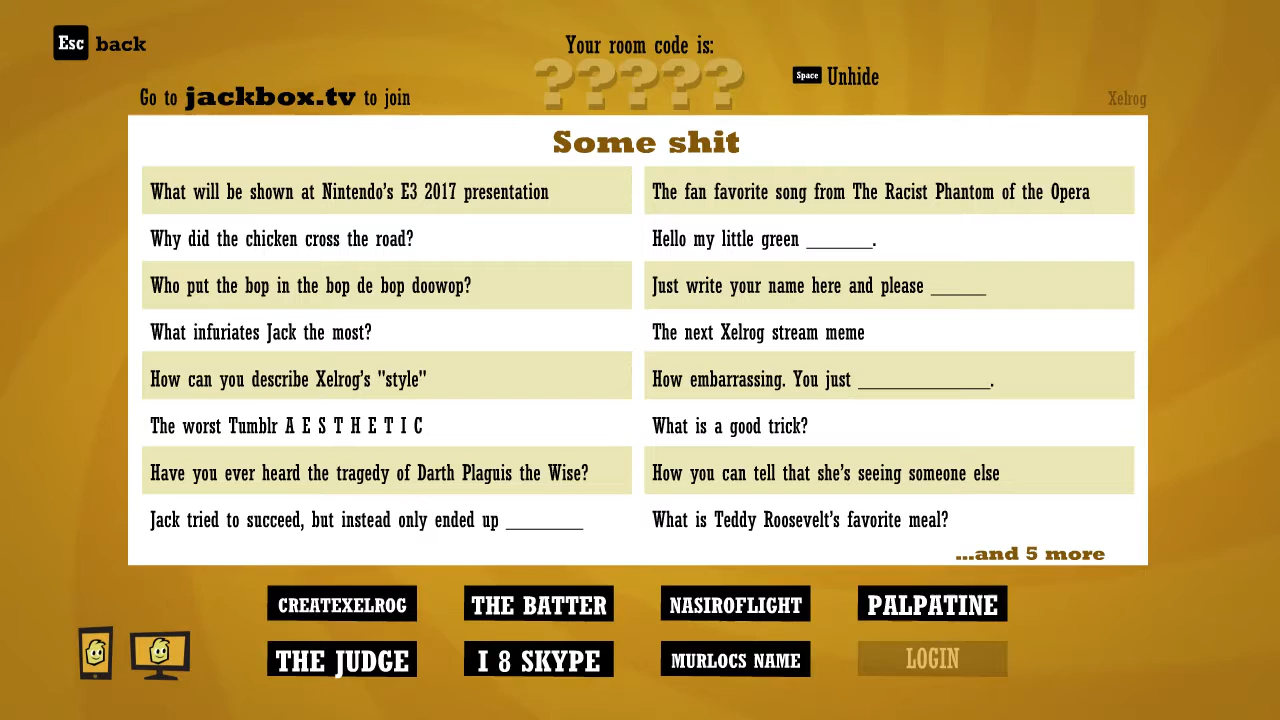 Esc back
Your room code is:
?????
Space Unhide
Go to jackbox.tv to join
Xelrog
Some shit
What will be shown at Nintendo's E3 2017 presentation
The fan favorite song from The Racist Phantom of the Opera
Why did the chicken cross the road?
Hello my little green _______.
Who put the bop in the bop de bop doowop?
Just write your name here and please ______
What infuriates Jack the most?
The next Xelrog stream meme
How can you describe Xelrog's "style"
How embarrassing. You just ______________.
The worst Tumblr A E S T H E T I C
What is a good trick?
Have you ever heard the tragedy of Darth Plaguis the Wise?
How you can tell that she's seeing someone else
Jack tried to succeed, but instead only ended up ________
What is Teddy Roosevelt's favorite meal?
...and 5 more
CREATEXELROG
THE BATTER
NASIROFLIGHT
PALPATINE
THE JUDGE
I 8 SKYPE
MURLOCS NAME
LOGIN